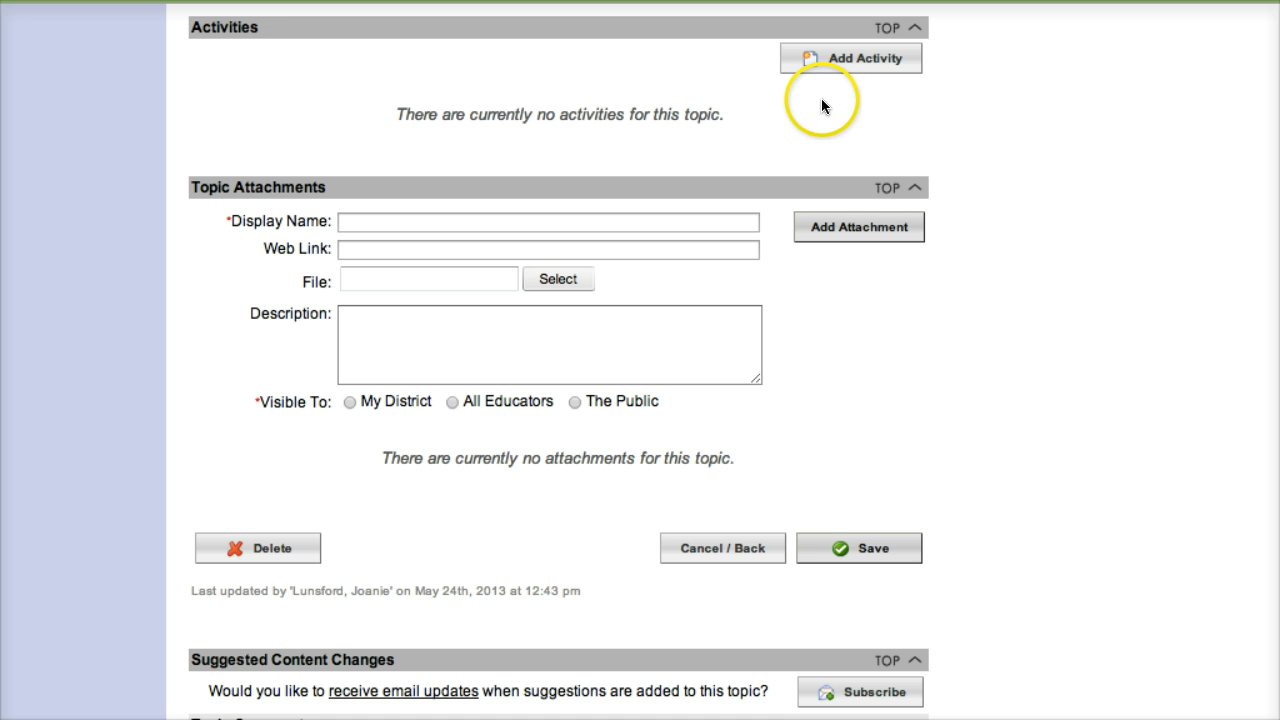 Activities TOP
Add Activity
There are currently no activities for this topic.
Topic Attachments TOP
*Display Name:
Add Attachment
Web Link:
File: Select
Description:
*Visible To: My District All Educators The Public
There are currently no attachments for this topic.
Delete Cancel / Back Save
Last updated by 'Lunsford, Joanie' on May 24th, 2013 at 12:43 pm
Suggested Content Changes TOP
Would you like to receive email updates when suggestions are added to this topic? Subscribe